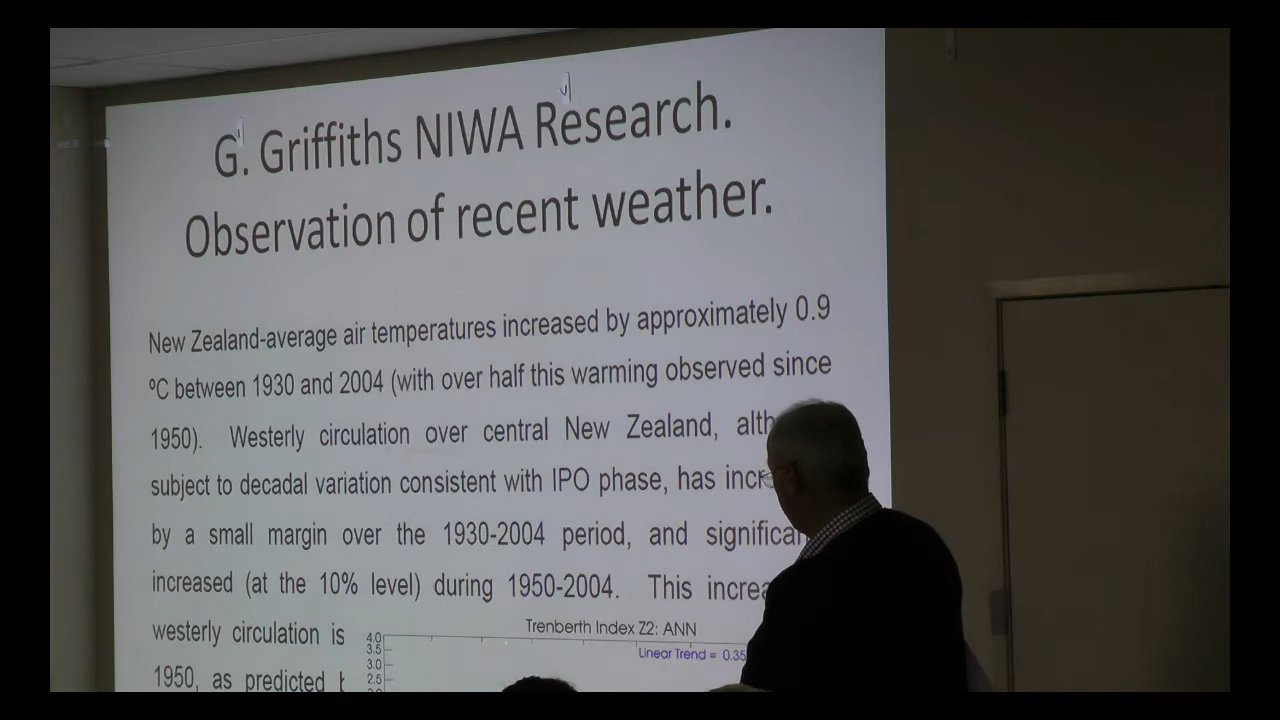 G. Griffiths NIWA Research.
Observation of recent weather.
New Zealand-average air temperatures increased by approximately 0.9
ºC between 1930 and 2004 (with over half this warming observed since
1950). Westerly circulation over central New Zealand,
subject to decadal variation consistent with IPO phase, has
by a small margin over the 1930-2004 period, and
increased (at the 10% level) during 1950-2004. This
westerly circulation is
1950, as predicted
Trenberth Index Z2: ANN
Linear Trend = 0.35
4.0
3.5
3.0
2.5